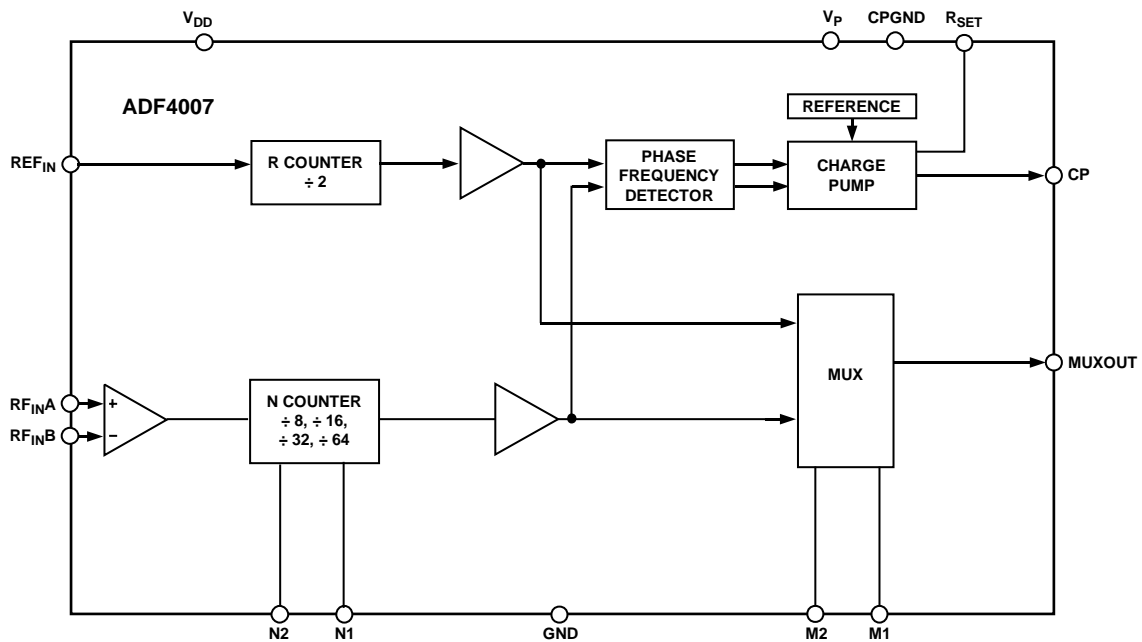 VDD
VP
CPGND
RSET
ADF4007
REFERENCE
REFIN
R COUNTER
÷ 2
PHASE
FREQUENCY
DETECTOR
CHARGE
PUMP
CP
MUX
MUXOUT
RFINA
+
RFINB
−
N COUNTER
÷ 8, ÷ 16,
÷ 32, ÷ 64
N2
N1
GND
M2
M1